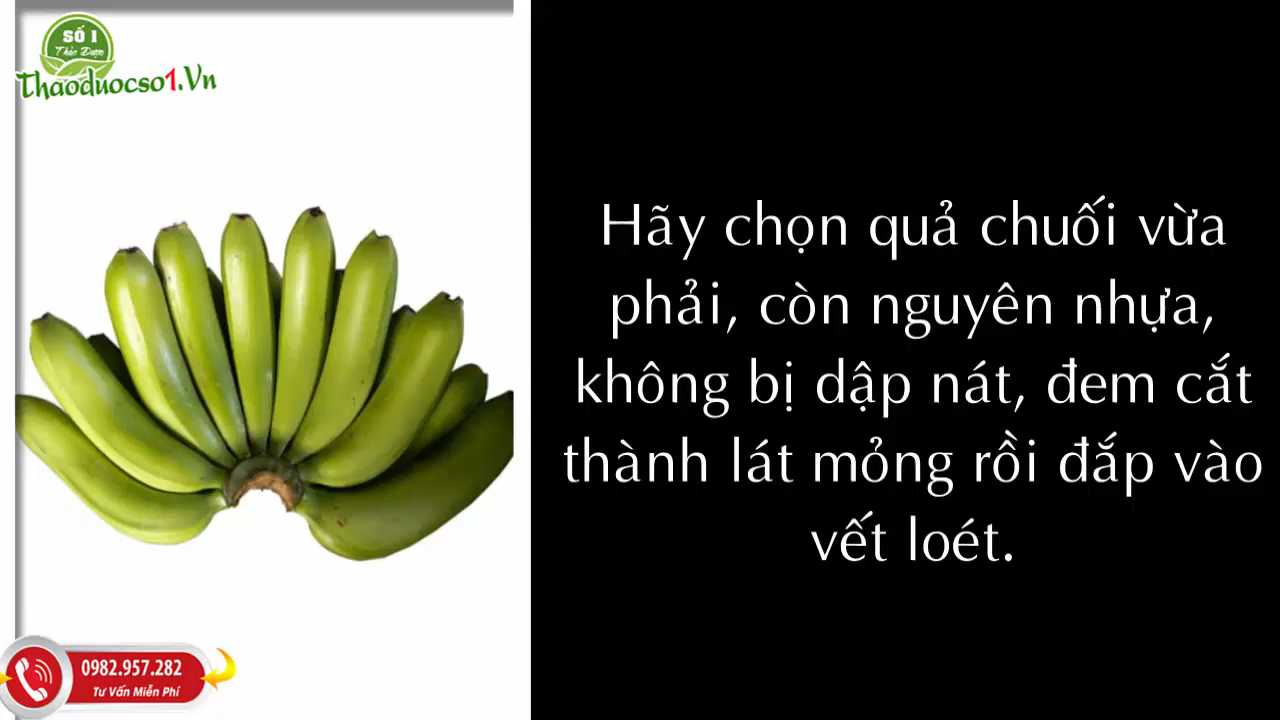 SỐ 1
Thảo Dược
Thaoduocso1.Vn
Hãy chọn quả chuối vừa
phải, còn nguyên nhựa,
không bị dập nát, đem cắt
thành lát mỏng rồi đắp vào
vết loét.
0982.957.282
Tư Vấn Miễn Phí